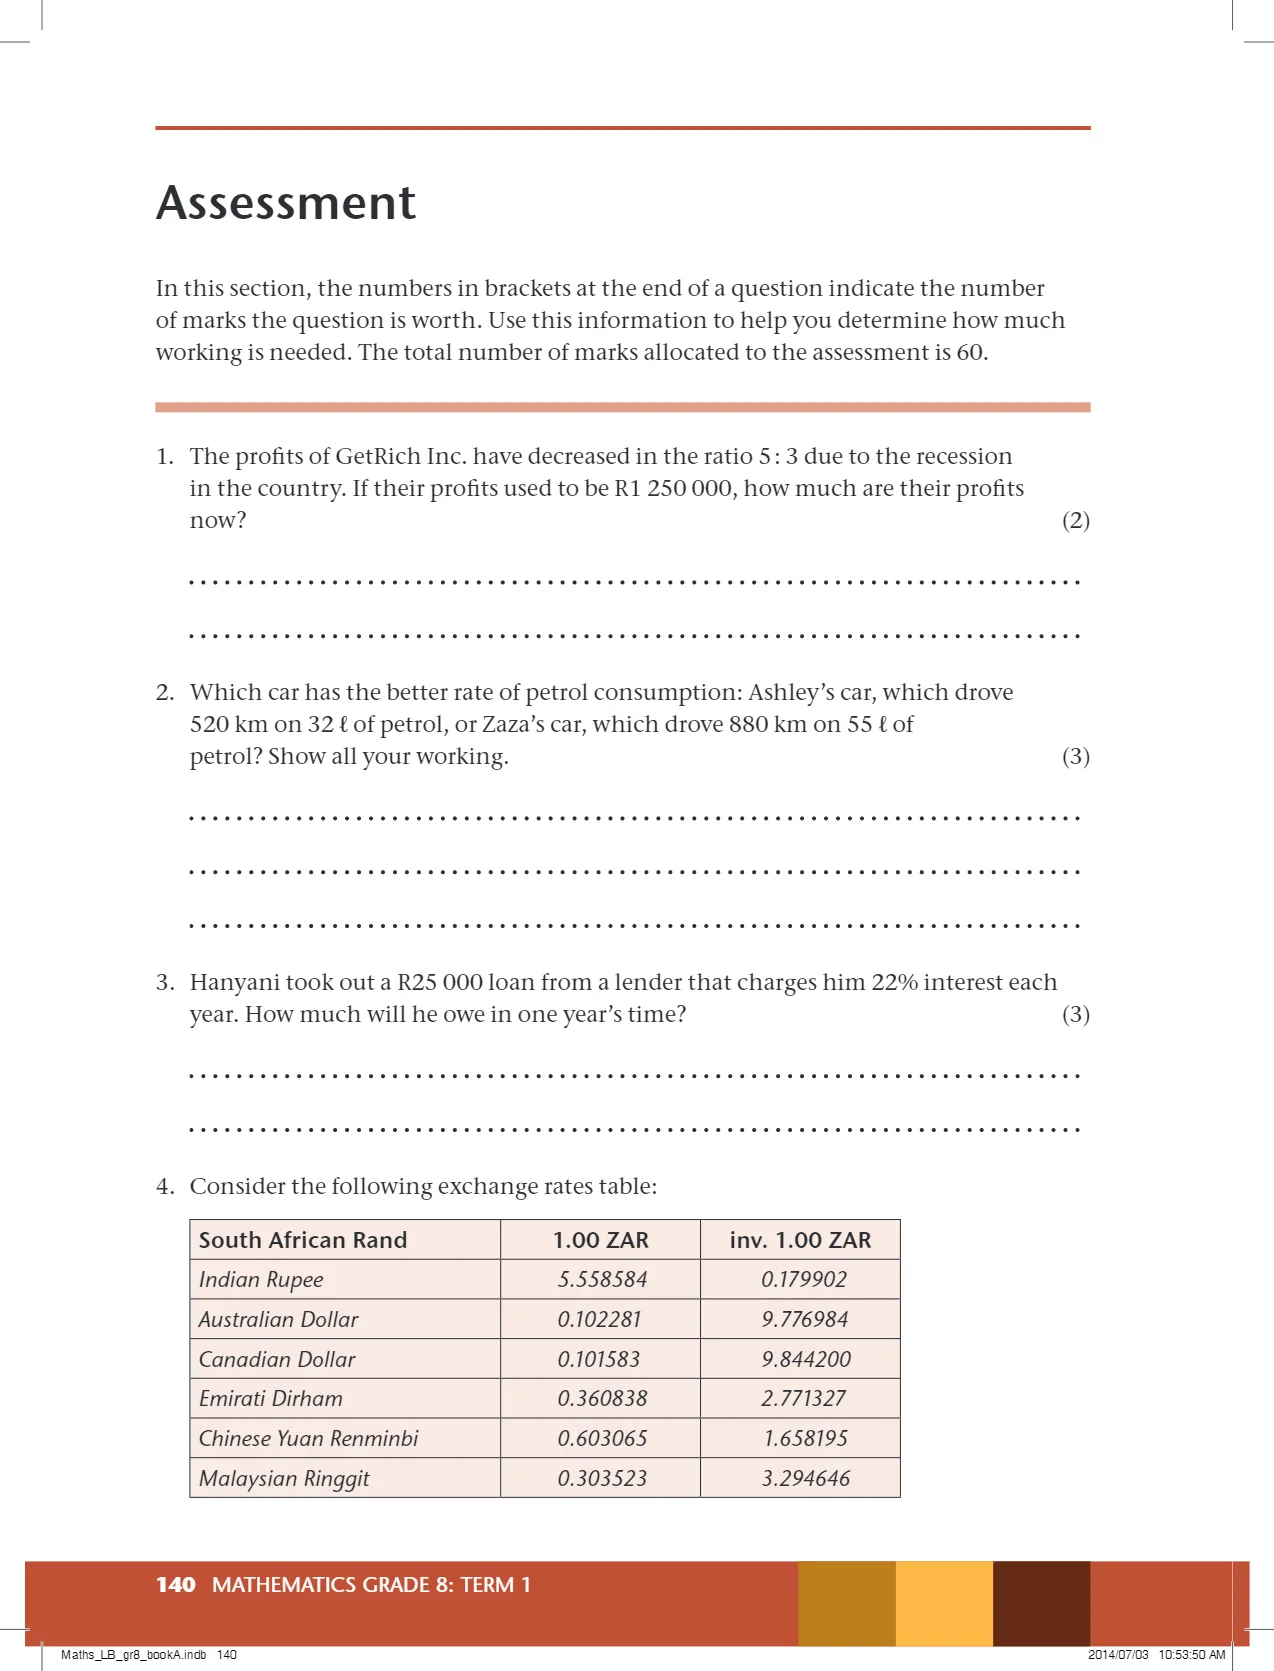 Assessment
In this section, the numbers in brackets at the end of a question indicate the number
of marks the question is worth. Use this information to help you determine how much
working is needed. The total number of marks allocated to the assessment is 60.
1. The profits of GetRich Inc. have decreased in the ratio 5 : 3 due to the recession
in the country. If their profits used to be R1 250 000, how much are their profits
now? (2)
2. Which car has the better rate of petrol consumption: Ashley’s car, which drove
520 km on 32 ℓ of petrol, or Zaza’s car, which drove 880 km on 55 ℓ of
petrol? Show all your working. (3)
3. Hanyani took out a R25 000 loan from a lender that charges him 22% interest each
year. How much will he owe in one year’s time? (3)
4. Consider the following exchange rates table:
South African Rand 1.00 ZAR inv. 1.00 ZAR
Indian Rupee 5.558584 0.179902
Australian Dollar 0.102281 9.776984
Canadian Dollar 0.101583 9.844200
Emirati Dirham 0.360838 2.771327
Chinese Yuan Renminbi 0.603065 1.658195
Malaysian Ringgit 0.303523 3.294646
140 MATHEMATICS GRADE 8: TERM 1
Maths_LB_gr8_bookA.indb 140 2014/07/03 10:53:50 AM